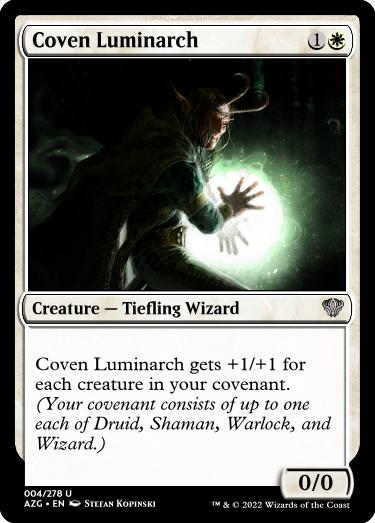 Coven Luminarch 1
Creature — Tiefling Wizard
Coven Luminarch gets +1/+1 for
each creature in your covenant.
(Your covenant consists of up to one
each of Druid, Shaman, Warlock, and
Wizard.)
0/0
004/278 U
AZG • EN Stefan Kopinski ™ & © 2022 Wizards of the Coast